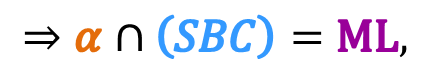 ⇒ α ∩ (SBC) = ML,